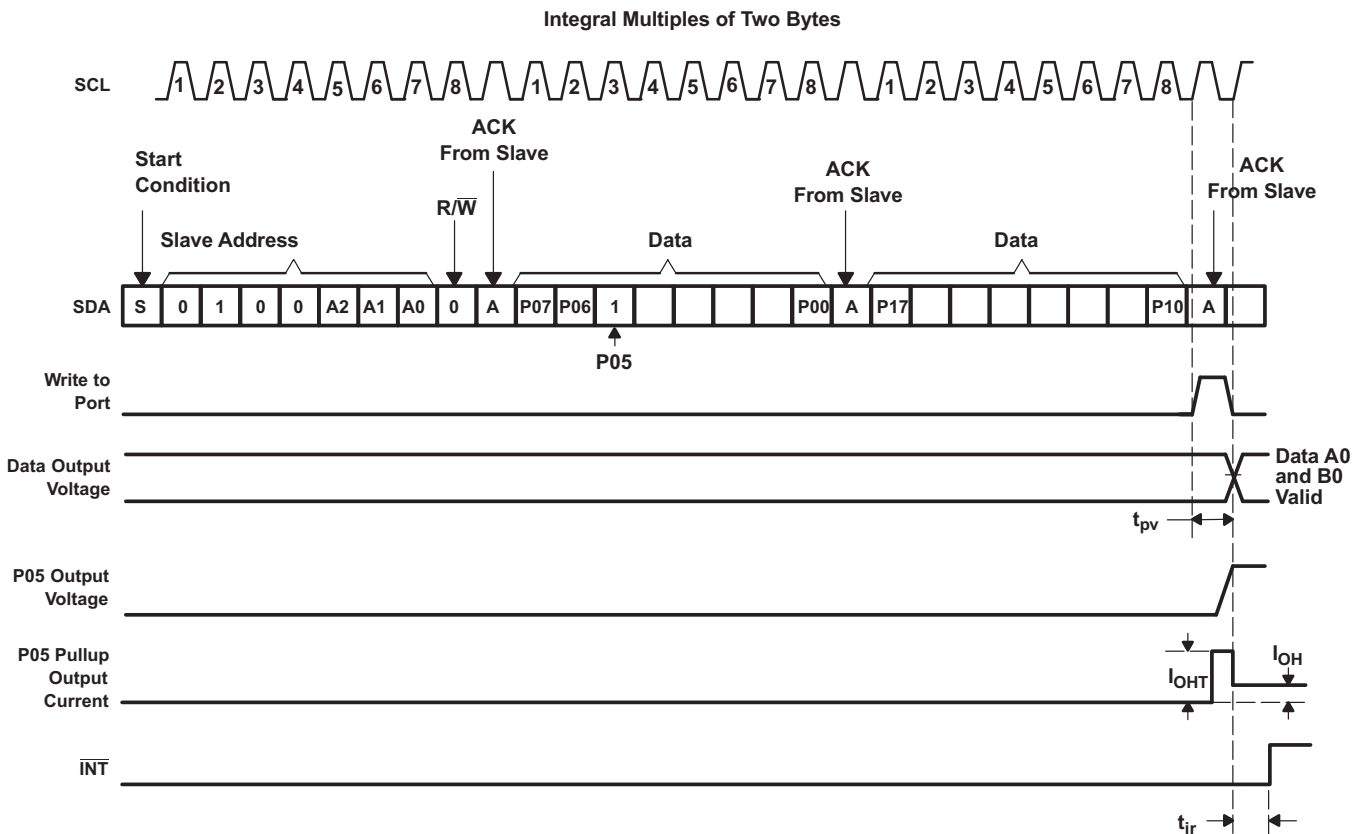 Integral Multiples of Two Bytes
SCL
1 2 3 4 5 6 7 8 1 2 3 4 5 6 7 8 1 2 3 4 5 6 7 8
Start
Condition
ACK
From Slave
R/W̅
ACK
From Slave
ACK
From Slave
Slave Address
Data
Data
SDA
S 0 1 0 0 A2 A1 A0 0 A P07 P06 1 P00 A P17 P10 A
P05
Write to
Port
Data Output
Voltage
Data A0
and B0
Valid
tpv
P05 Output
Voltage
P05 Pullup
Output
Current
IOHT
IOH
I̅N̅T̅
tir